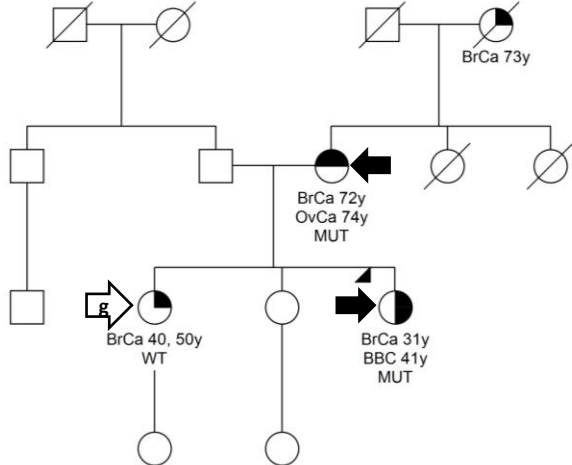 BrCa 73y
BrCa 72y
OvCa 74y
MUT
g
BrCa 40, 50y
WT
BrCa 31y
BBC 41y
MUT